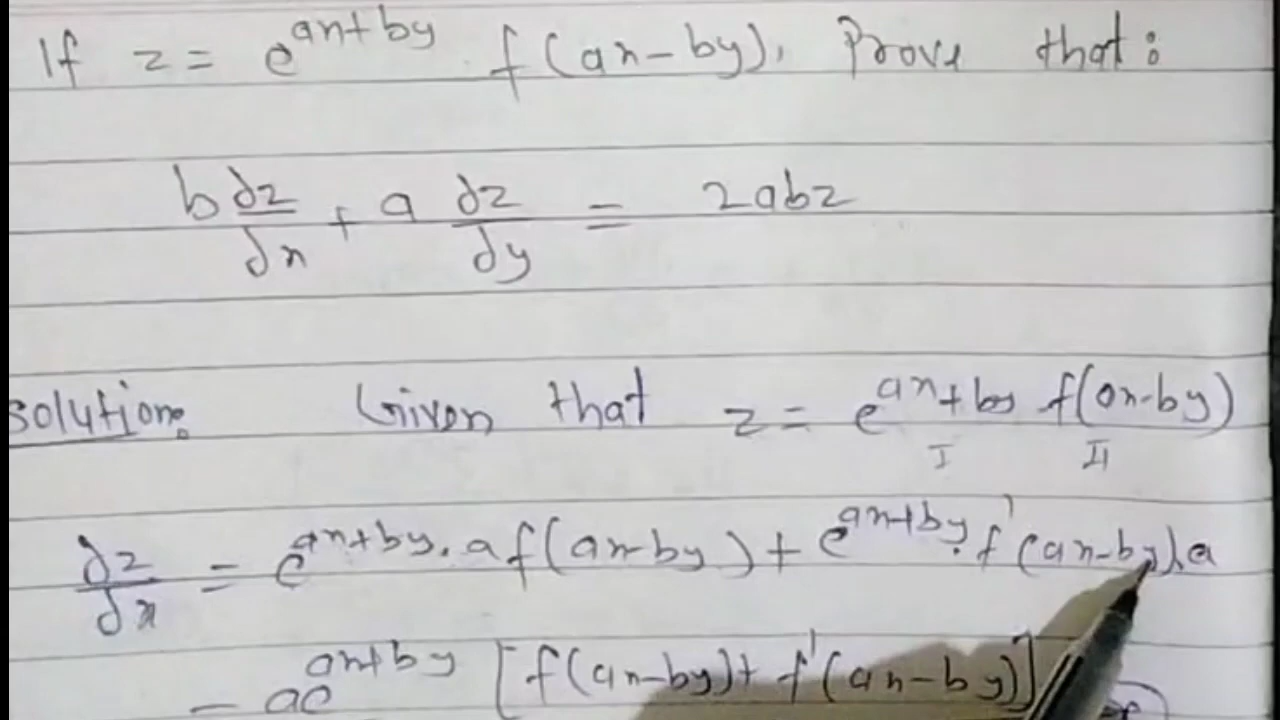 If z = e^{ax+by} f(ax-by), Prove that:
b ∂z/∂x + a ∂z/∂y = 2abz
Solution: Given that z = e^{ax+by} f(ax-by)
I II
∂z/∂x = e^{ax+by}. a f(ax-by) + e^{ax+by}. f'(ax-by).a
= ae^{ax+by} [f(ax-by) + f'(ax-by)]